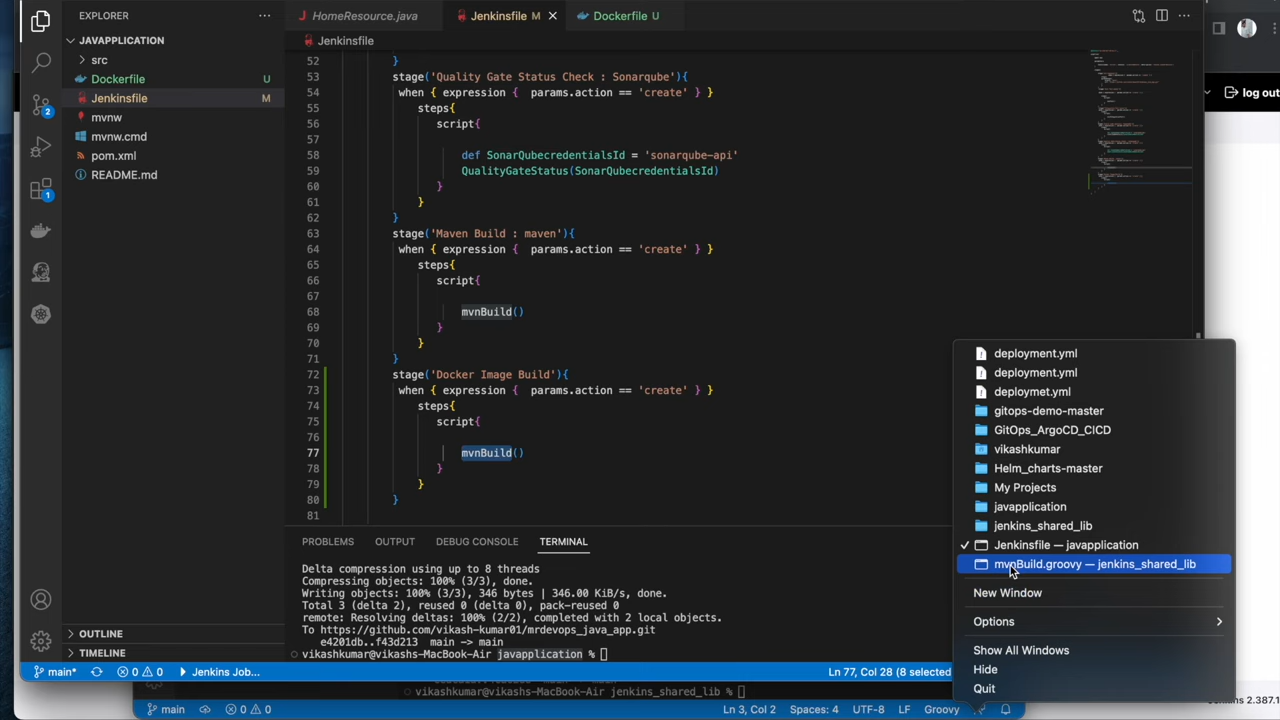 EXPLORER
JAVAPPLICATION
src
Dockerfile U
Jenkinsfile M
mvnw
mvnw.cmd
pom.xml
README.md
OUTLINE
TIMELINE
2
1
HomeResource.java
Jenkinsfile M
Dockerfile U
Jenkinsfile
52 }
53 stage('Quality Gate Status Check : Sonarqube'){
54 when { expression { params.action == 'create' } }
55 steps{
56 script{
57
58 def SonarQubecredentialsId = 'sonarqube-api'
59 QualityGateStatus(SonarQubecredentialsId)
60 }
61 }
62 }
63 stage('Maven Build : maven'){
64 when { expression { params.action == 'create' } }
65 steps{
66 script{
67
68 mvnBuild()
69 }
70 }
71 }
72 stage('Docker Image Build'){
73 when { expression { params.action == 'create' } }
74 steps{
75 script{
76
77 mvnBuild()
78 }
79 }
80 }
81
PROBLEMS OUTPUT DEBUG CONSOLE TERMINAL
Delta compression using up to 8 threads
Compressing objects: 100% (3/3), done.
Writing objects: 100% (3/3), 346 bytes | 346.00 KiB/s, done.
Total 3 (delta 2), reused 0 (delta 0), pack-reused 0
remote: Resolving deltas: 100% (2/2), completed with 2 local objects.
To https://github.com/vikash-kumar01/mrdevops_java_app.git
e4201db..f43d213 main -> main
vikashkumar@vikashs-MacBook-Air javapplication %
main* 0 0 Jenkins Job... Ln 77, Col 28 (8 selected
vikashkumar@vikashs-MacBook-Air jenkins_shared_lib %
main 0 0 Ln 3, Col 2 Spaces: 4 UTF-8 LF Groovy
deployment.yml
deployment.yml
deploymet.yml
gitops-demo-master
GitOps_ArgoCD_CICD
vikashkumar
Helm_charts-master
My Projects
javapplication
jenkins_shared_lib
Jenkinsfile — javapplication
mvnBuild.groovy — jenkins_shared_lib
New Window
Options
Show All Windows
Hide
Quit
log out
nkins 2.387.1